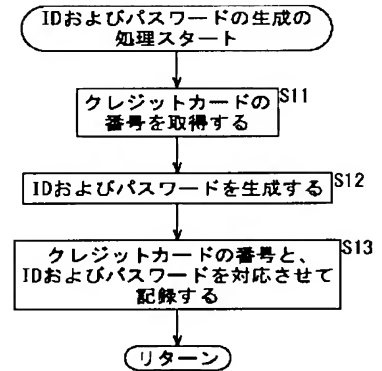 IDおよびパスワードの生成の
処理スタート
クレジットカードの
番号を取得する
S11
IDおよびパスワードを生成する
S12
クレジットカードの番号と、
IDおよびパスワードを対応させて
記録する
S13
リターン